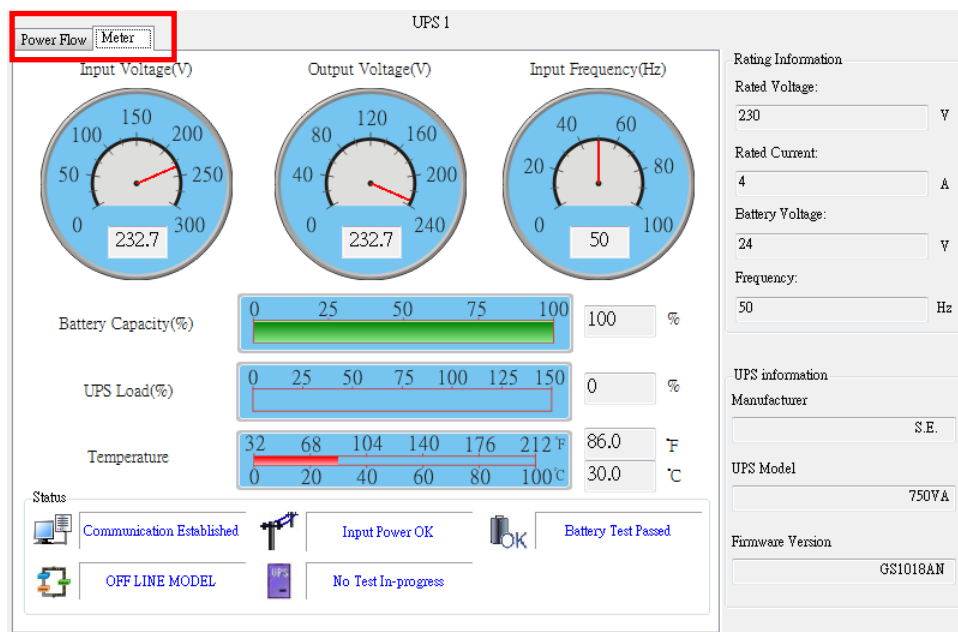 UPS 1
Power Flow Meter
Input Voltage(V)
0 50 100 150 200 250 300
232.7
Output Voltage(V)
0 40 80 120 160 200 240
232.7
Input Frequency(Hz)
0 20 40 60 80 100
50
Battery Capacity(%)
0 25 50 75 100
100 %
UPS Load(%)
0 25 50 75 100 125 150
0 %
Temperature
32 68 104 140 176 212 °F
0 20 40 60 80 100 °C
86.0 °F
30.0 °C
Status
Communication Established
Input Power OK
OK
Battery Test Passed
OFF LINE MODEL
UPS
No Test In-progress
Rating Information
Rated Voltage:
230 V
Rated Current:
4 A
Battery Voltage:
24 V
Frequency:
50 Hz
UPS information
Manufacturer
S.E.
UPS Model
750VA
Firmware Version
GS1018AN